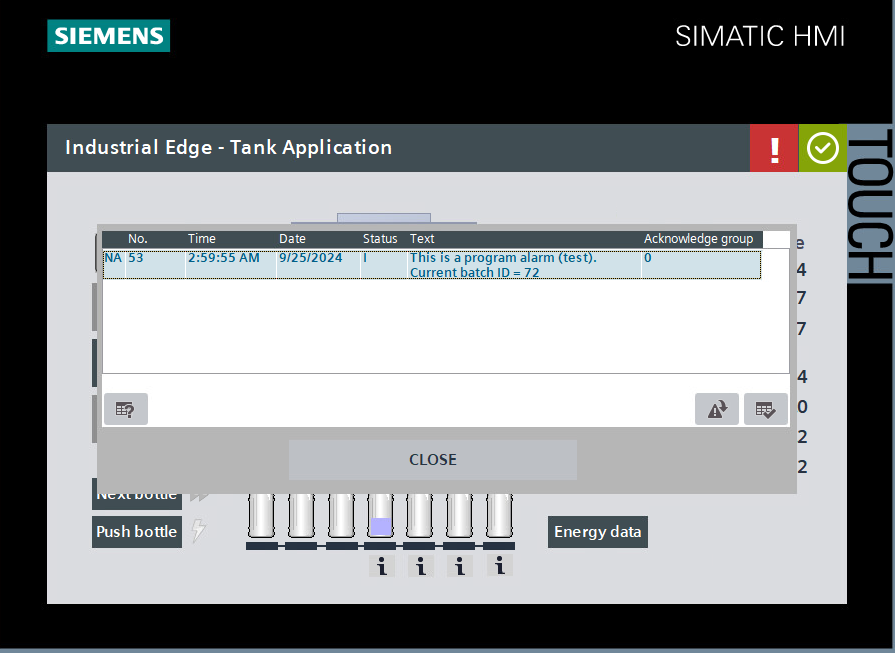 SIEMENS
SIMATIC HMI
TOUCH
Industrial Edge - Tank Application
!
No. Time Date Status Text Acknowledge group
NA 53 2:59:55 AM 9/25/2024 I This is a program alarm (test). 0
Current batch ID = 72
?
e
4
7
7
4
0
2
2
CLOSE
Next bottle
Push bottle
Energy data
i i i i